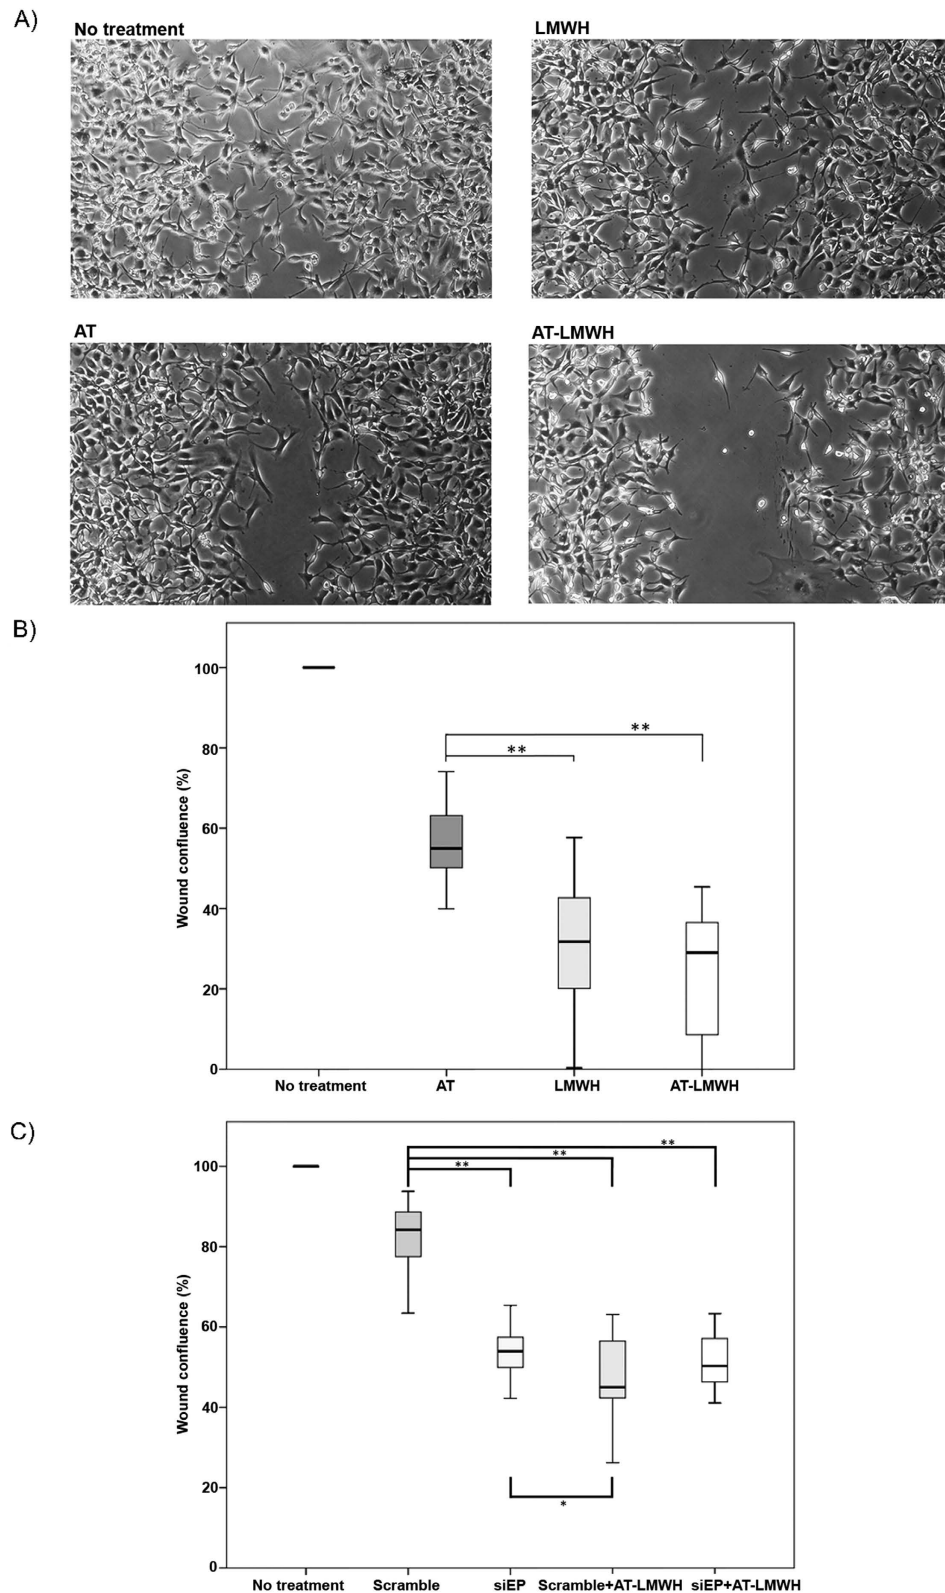 A)
No treatment
LMWH
AT
AT-LMWH
B)
Wound confluence (%)
100
80
60
40
20
0
**
**
No treatment
AT
LMWH
AT-LMWH
C)
Wound confluence (%)
100
80
60
40
20
0
**
**
**
*
No treatment
Scramble
siEP
Scramble+AT-LMWH
siEP+AT-LMWH